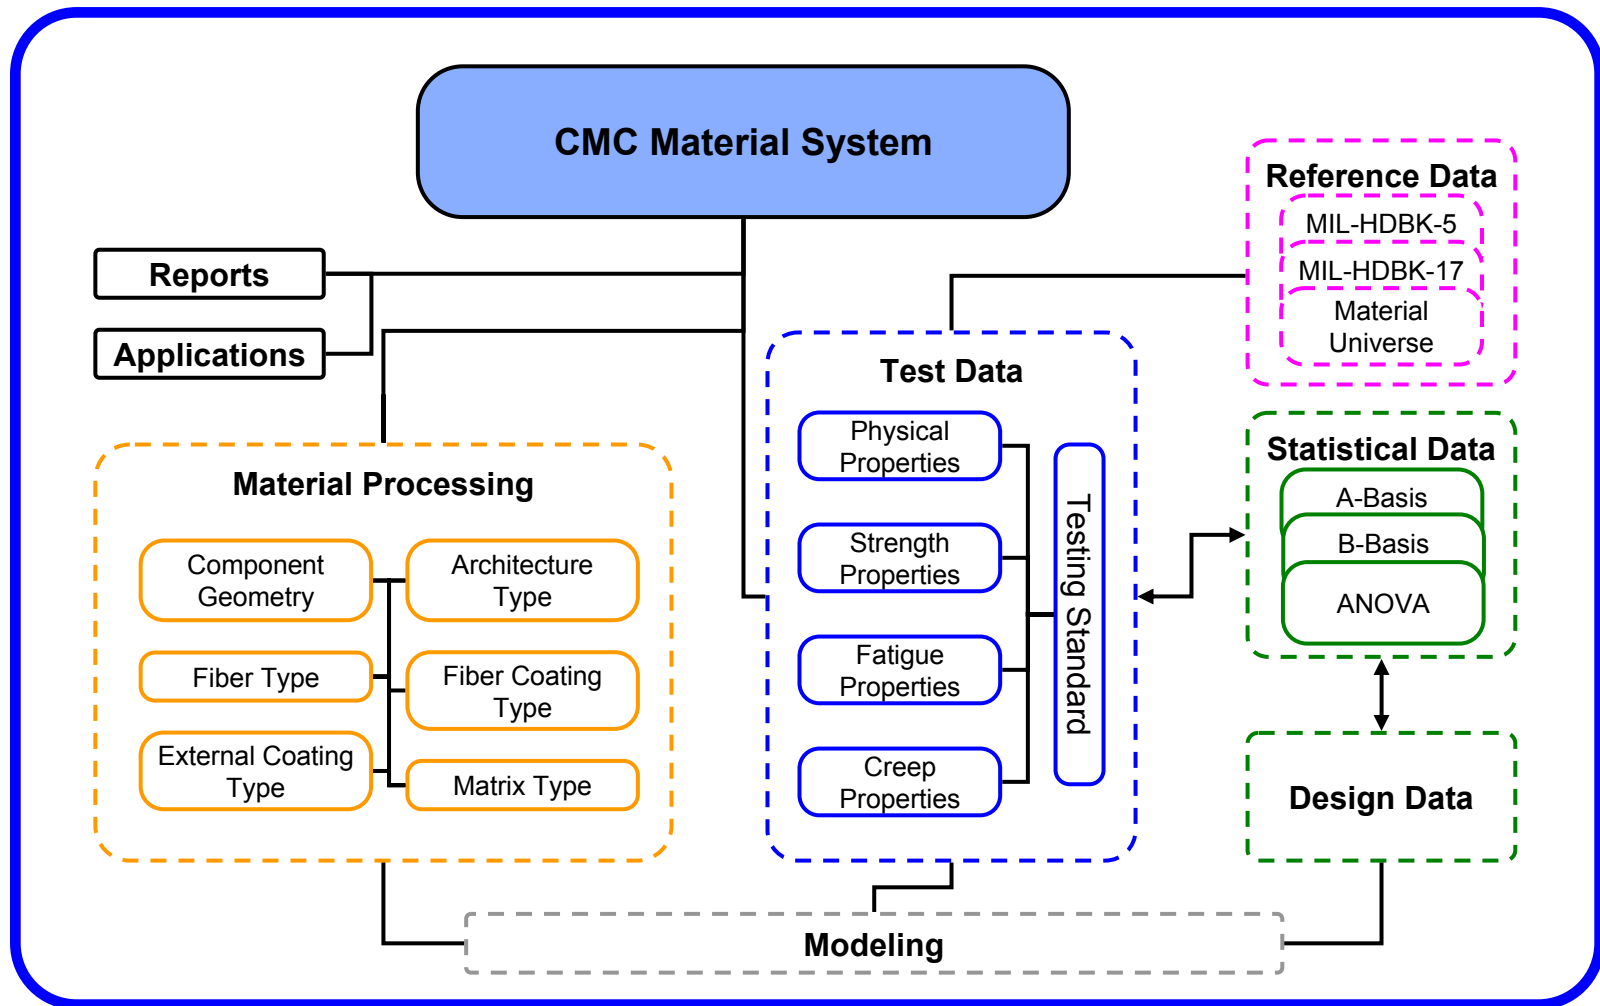 CMC Material System
Reports
Applications
Reference Data
MIL-HDBK-5
MIL-HDBK-17
Material
Universe
Material Processing
Component
Geometry
Architecture
Type
Fiber Type
Fiber Coating
Type
External Coating
Type
Matrix Type
Test Data
Physical
Properties
Strength
Properties
Fatigue
Properties
Creep
Properties
Testing Standard
Statistical Data
A-Basis
B-Basis
ANOVA
Design Data
Modeling